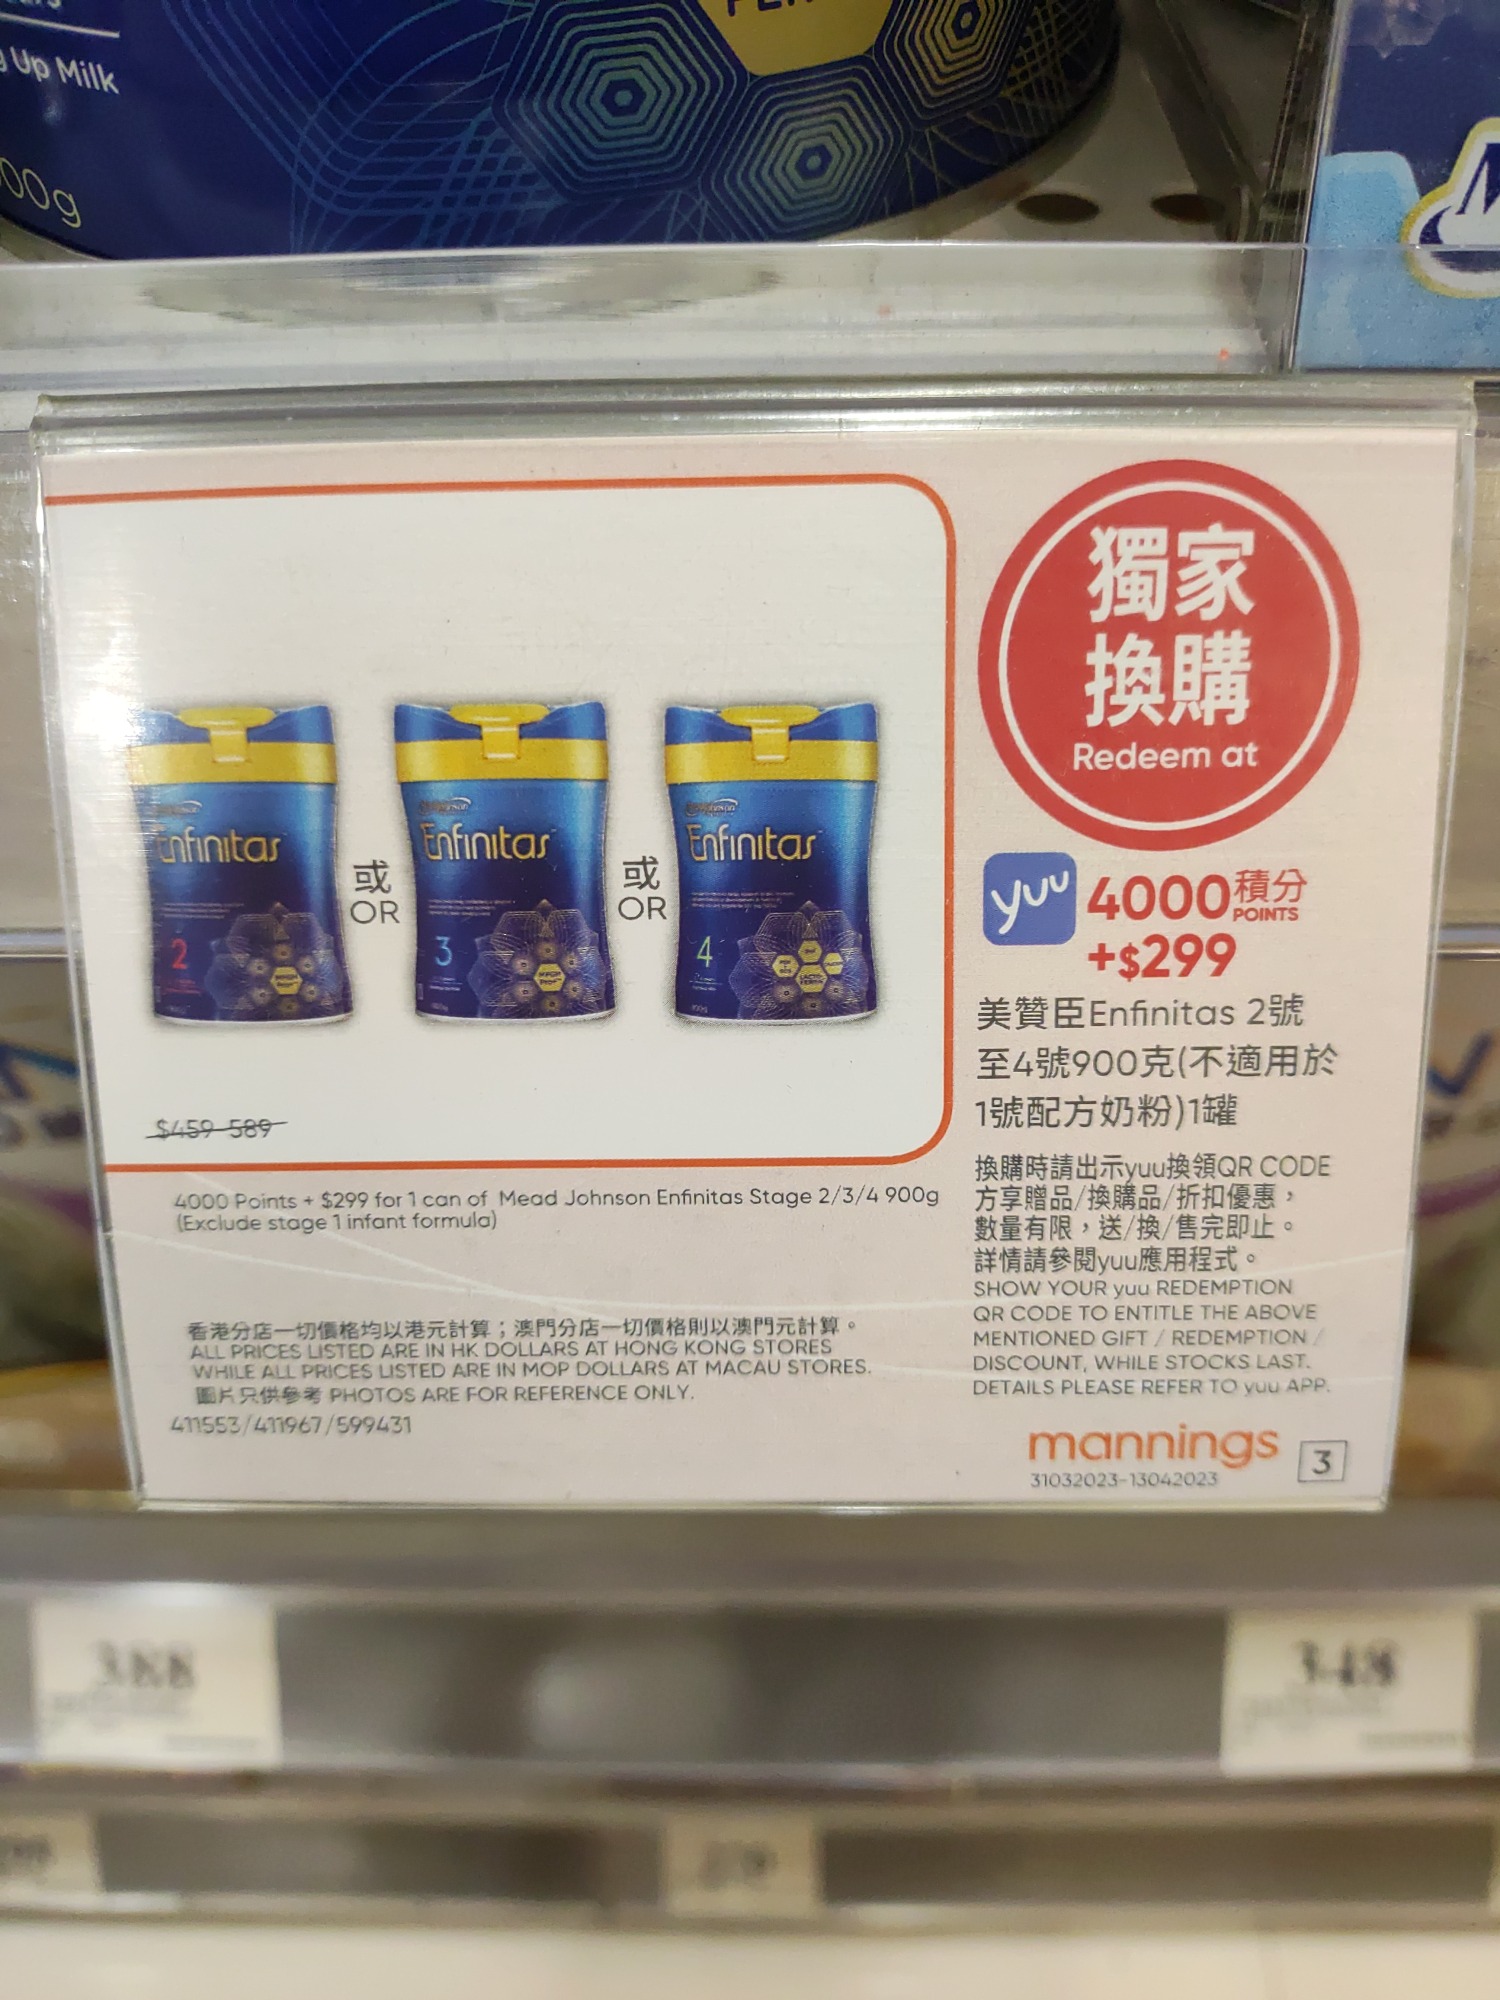 Up Milk
00g
獨家
換購
Redeem at
yuu 4000積分
POINTS
+$299
Enfinitas
2
或
OR
Enfinitas
3
或
OR
Enfinitas
4
$459-589
美贊臣Enfinitas 2號
至4號900克(不適用於
1號配方奶粉)1罐
4000 Points + $299 for 1 can of Mead Johnson Enfinitas Stage 2/3/4 900g
(Exclude stage 1 infant formula)
換購時請出示yuu換領QR CODE
方享贈品/換購品/折扣優惠，
數量有限，送/換/售完即止。
詳情請參閱yuu應用程式。
SHOW YOUR yuu REDEMPTION
QR CODE TO ENTITLE THE ABOVE
MENTIONED GIFT / REDEMPTION /
DISCOUNT, WHILE STOCKS LAST.
DETAILS PLEASE REFER TO yuu APP.
香港分店一切價格均以港元計算；澳門分店一切價格則以澳門元計算。
ALL PRICES LISTED ARE IN HK DOLLARS AT HONG KONG STORES
WHILE ALL PRICES LISTED ARE IN MOP DOLLARS AT MACAU STORES.
圖片只供參考 PHOTOS ARE FOR REFERENCE ONLY.
411553/411967/599431
mannings
31032023-13042023
3